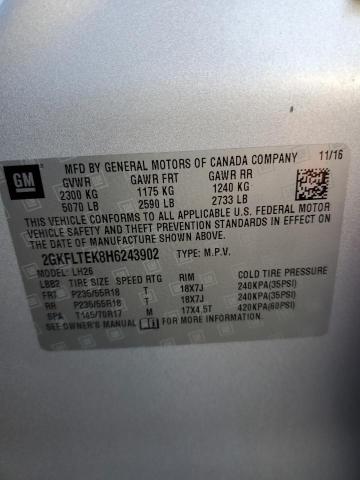 GM
MFD BY GENERAL MOTORS OF CANADA COMPANY 11/16
GVWR GAWR FRT GAWR RR
2300 KG 1175 KG 1240 KG
5070 LB 2590 LB 2733 LB
THIS VEHICLE CONFORMS TO ALL APPLICABLE U.S. FEDERAL MOTOR
VEHICLE SAFETY AND THEFT PREVENTION STANDARDS IN EFFECT
ON THE DATE OF MANUFACTURE SHOWN ABOVE.
2GKFLTEK8H6243902 TYPE: M.P.V.
MODEL: LH26
LBB2 TIRE SIZE SPEED RTG RIM COLD TIRE PRESSURE
FRT P235/55R18 T 18X7J 240KPA(35PSI)
RR P235/55R18 T 18X7J 240KPA(35PSI)
SPA T145/70R17 M 17X4.5T 420KPA(60PSI)
SEE OWNER'S MANUAL FOR MORE INFORMATION.